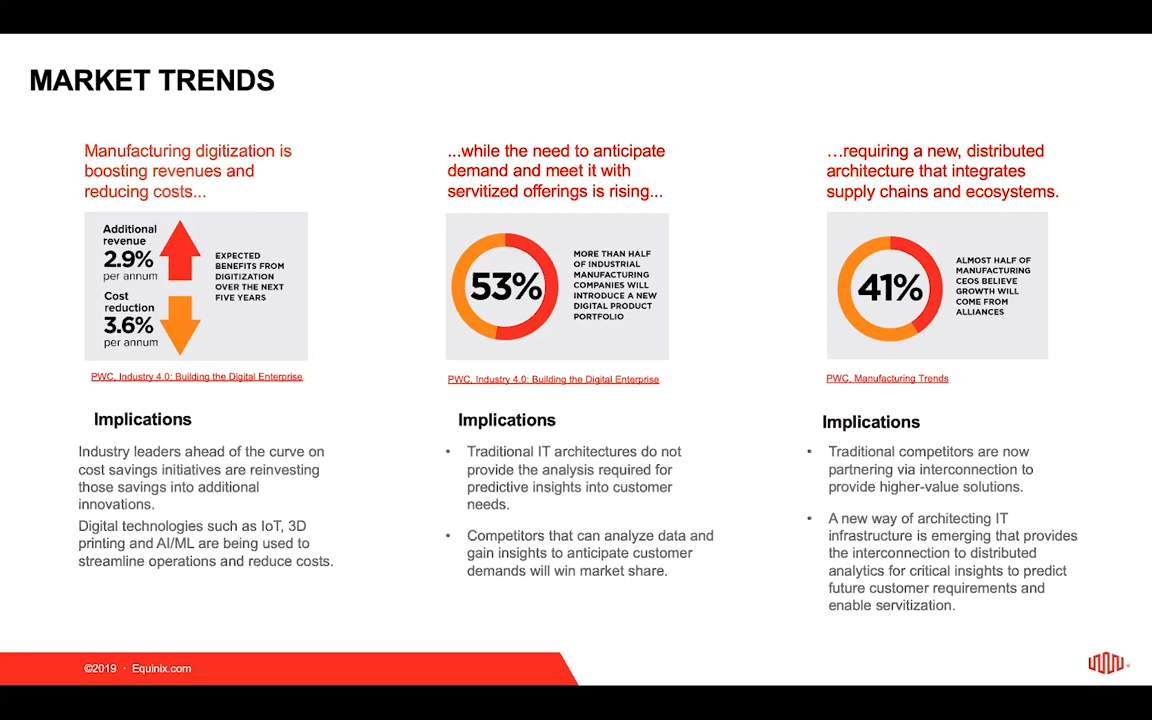 MARKET TRENDS
Manufacturing digitization is
boosting revenues and
reducing costs...
Additional
revenue
2.9%
per annum
Cost
reduction
3.6%
per annum
EXPECTED
BENEFITS FROM
DIGITIZATION
OVER THE NEXT
FIVE YEARS
PWC, Industry 4.0: Building the Digital Enterprise
Implications
Industry leaders ahead of the curve on
cost savings initiatives are reinvesting
those savings into additional
innovations.
Digital technologies such as IoT, 3D
printing and AI/ML are being used to
streamline operations and reduce costs.
...while the need to anticipate
demand and meet it with
servitized offerings is rising...
53%
MORE THAN HALF
OF INDUSTRIAL
MANUFACTURING
COMPANIES WILL
INTRODUCE A NEW
DIGITAL PRODUCT
PORTFOLIO
PWC, Industry 4.0: Building the Digital Enterprise
Implications
• Traditional IT architectures do not
provide the analysis required for
predictive insights into customer
needs.
• Competitors that can analyze data and
gain insights to anticipate customer
demands will win market share.
…requiring a new, distributed
architecture that integrates
supply chains and ecosystems.
41%
ALMOST HALF OF
MANUFACTURING
CEOS BELIEVE
GROWTH WILL
COME FROM
ALLIANCES
PWC, Manufacturing Trends
Implications
• Traditional competitors are now
partnering via interconnection to
provide higher-value solutions.
• A new way of architecting IT
infrastructure is emerging that provides
the interconnection to distributed
analytics for critical insights to predict
future customer requirements and
enable servitization.
©2019 · Equinix.com